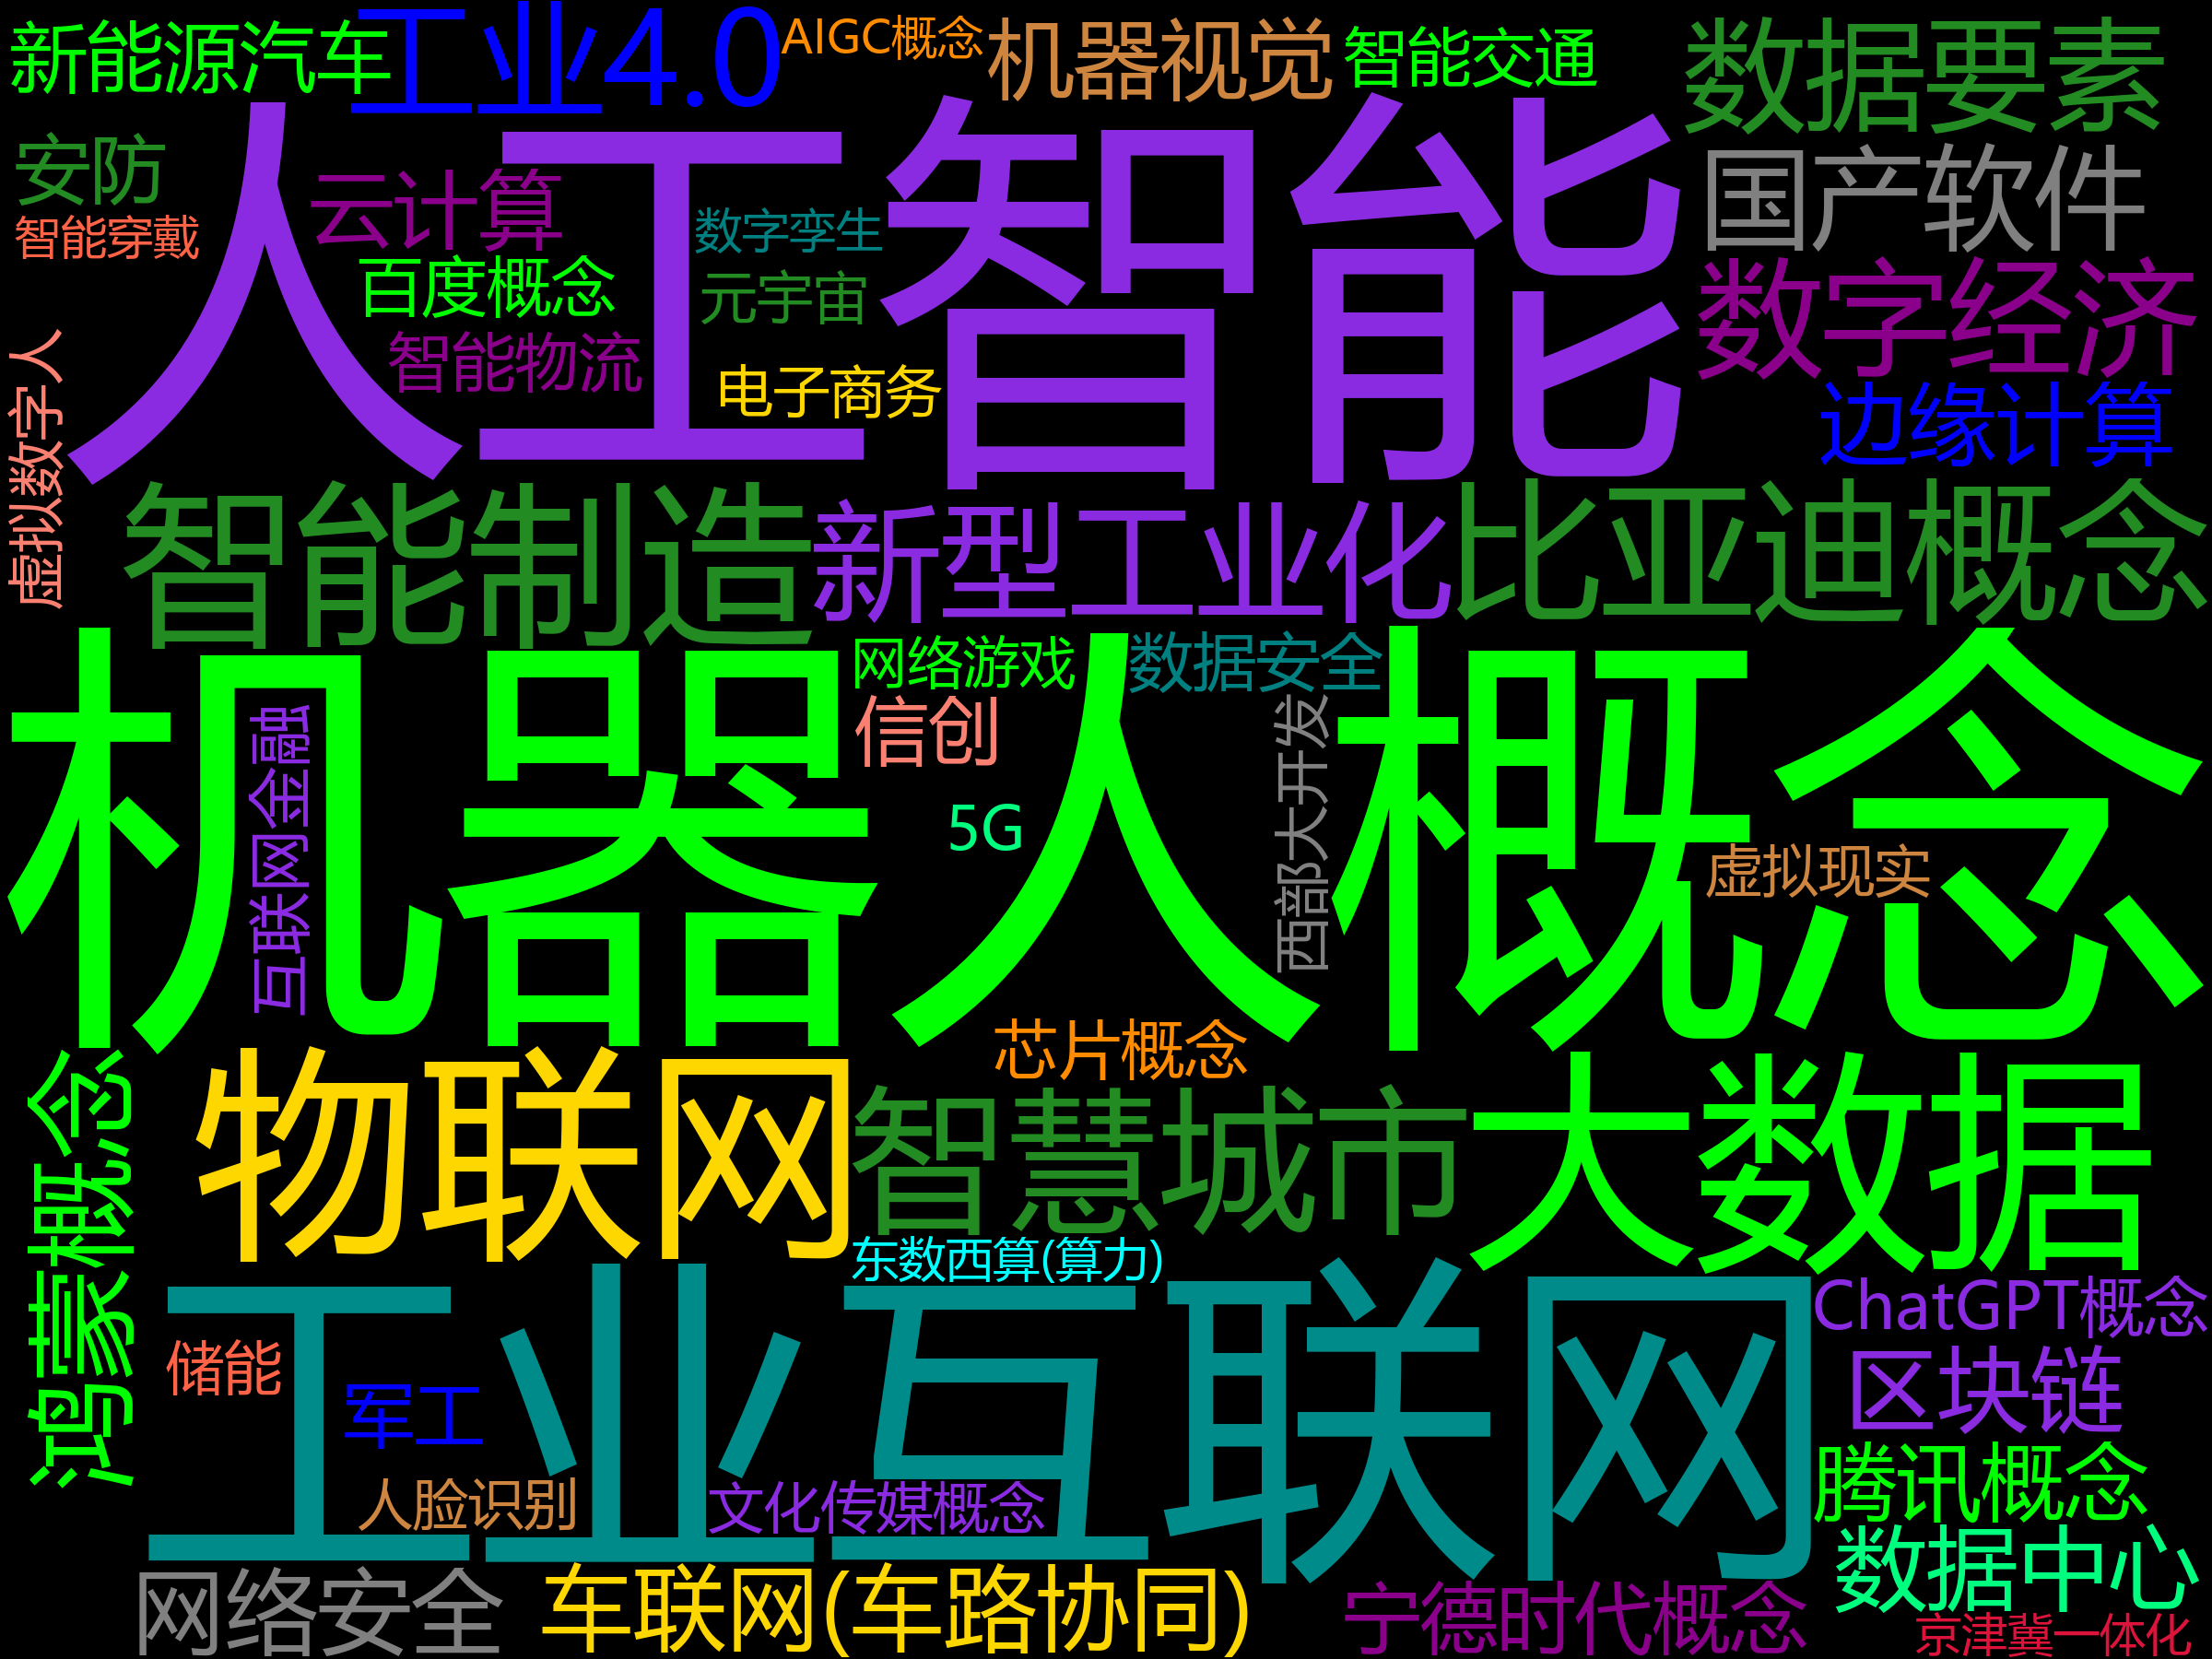 新能源汽车
工业4.0
AIGC概念
机器视觉
智能交通
数据要素
人工智能
安防
云计算
国产软件
智能穿戴
数字孪生
百度概念
元宇宙
数字经济
智能物流
电子商务
边缘计算
虚拟数字人
智能制造
新型工业化
比亚迪概念
机器人概念
网络游戏
数据安全
信创
互联网金融
5G
西部大开发
虚拟现实
芯片概念
鸿蒙概念
物联网
智慧城市
大数据
东数西算(算力)
工业互联网
ChatGPT概念
储能
区块链
军工
腾讯概念
人脸识别
文化传媒概念
数据中心
网络安全
车联网(车路协同)
宁德时代概念
京津冀一体化